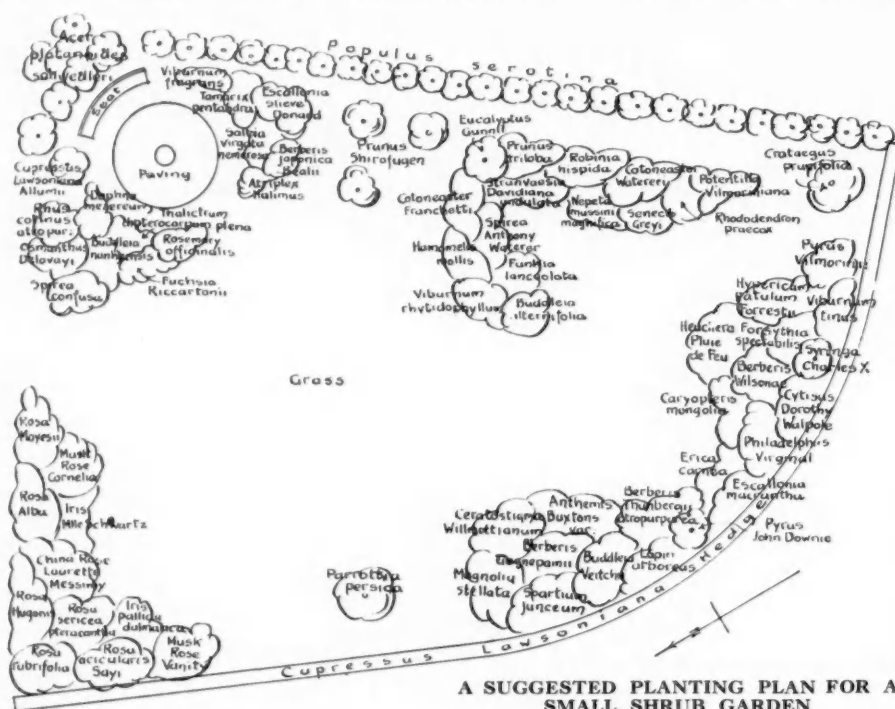 Acer
platanoides
schwedleri
Seat
Paving
Viburnum
fragrans
Tamarix
pentandra
Escallonia
Slieve
Donard
Salvia
virgata
nemorosa
Berberis
japonica
Bealii
Atriplex
halimus
Populus serotina
Prunus
Shirofugen
Eucalyptus
Gunnii
Prunus
triloba
Robinia
hispida
Cotoneaster
Watereri
Potentilla
Vilmoriniana
Crataegus
prunifolia
Stranvaesia
Davidiana
undulata
Nepeta
mussini
magnifica
Senecio
Greyi
Rhododendron
praecox
Cotoneaster
Franchetti
Spirea
Anthony
Waterer
Hamamelis
mollis
Funkia
lanceolata
Viburnum
rhytidophyllum
Buddleia
alternifolia
Cupressus
Lawsoniana
Allumii
Daphne
mezereum
Thalictrum
dipterocarpum plena
Rhus
cotinus
atropur.
Osmanthus
Delavayi
Buddleia
nanhoensis
Rosemary
officinalis
Spirea
confusa
Fuchsia
Riccartonii
Grass
Pyrus
Vilmorinii
Hypericum
patulum
Forrestii
Viburnum
tinus
Heuchera
Pluie
de Feu
Forsythia
spectabilis
Syringa
Charles X
Berberis
Wilsonae
Caryopteris
mongolia
Cytisus
Dorothy
Walpole
Philadelphus
Virginal
Erica
carnea
Escallonia
macrantha
Pyrus
John Downie
Rosa
Moyesii
Musk
Rose
Cornelia
Rosa
Alba
Iris
Mlle Schwartz
China Rose
Laurette
Messimy
Rosa
Hugonis
Rosa
sericea
pteracantha
Iris
pallida
dalmatica
Musk
Rose
Vanity
Rosa
rubrifolia
Rosa
acicularis
Sayi
Parrottia
persica
Ceratostigma
Willmottianum
Anthemis
Buxtons
var.
Berberis
Thunbergii
atropurpurea
Berberis
Gagnepainii
Buddleia
Veitchii
Lupin
arboreus
Magnolia
stellata
Spartium
junceum
Cupressus Lawsoniana Hedge
N
A SUGGESTED PLANTING PLAN FOR A
SMALL SHRUB GARDEN